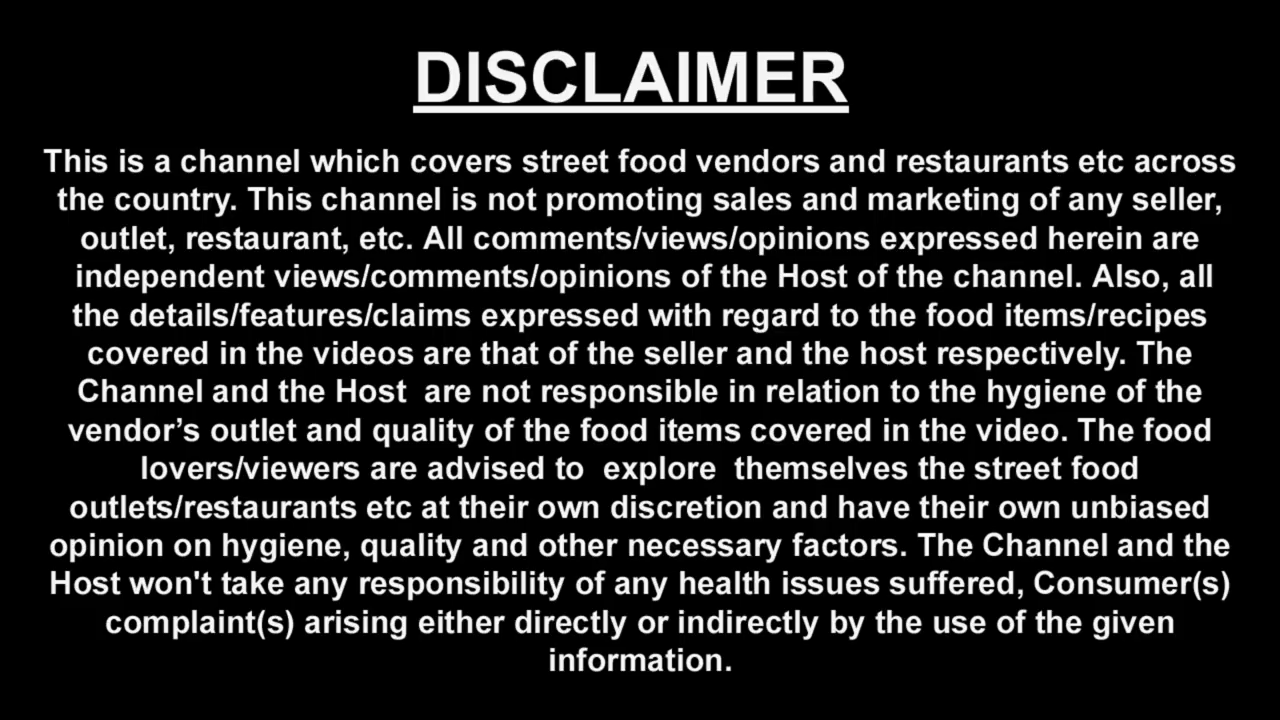 DISCLAIMER
This is a channel which covers street food vendors and restaurants etc across
the country. This channel is not promoting sales and marketing of any seller,
outlet, restaurant, etc. All comments/views/opinions expressed herein are
independent views/comments/opinions of the Host of the channel. Also, all
the details/features/claims expressed with regard to the food items/recipes
covered in the videos are that of the seller and the host respectively. The
Channel and the Host  are not responsible in relation to the hygiene of the
vendor’s outlet and quality of the food items covered in the video. The food
lovers/viewers are advised to  explore  themselves the street food
outlets/restaurants etc at their own discretion and have their own unbiased
opinion on hygiene, quality and other necessary factors. The Channel and the
Host won't take any responsibility of any health issues suffered, Consumer(s)
complaint(s) arising either directly or indirectly by the use of the given
information.